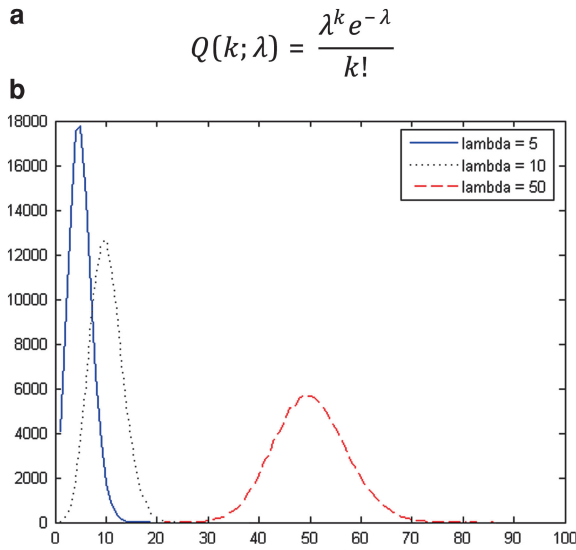 a
Q(k; λ) = λ^k e^{-λ} / k!
b
18000
16000
14000
12000
10000
8000
6000
4000
2000
0
0 10 20 30 40 50 60 70 80 90 100
lambda = 5
lambda = 10
lambda = 50